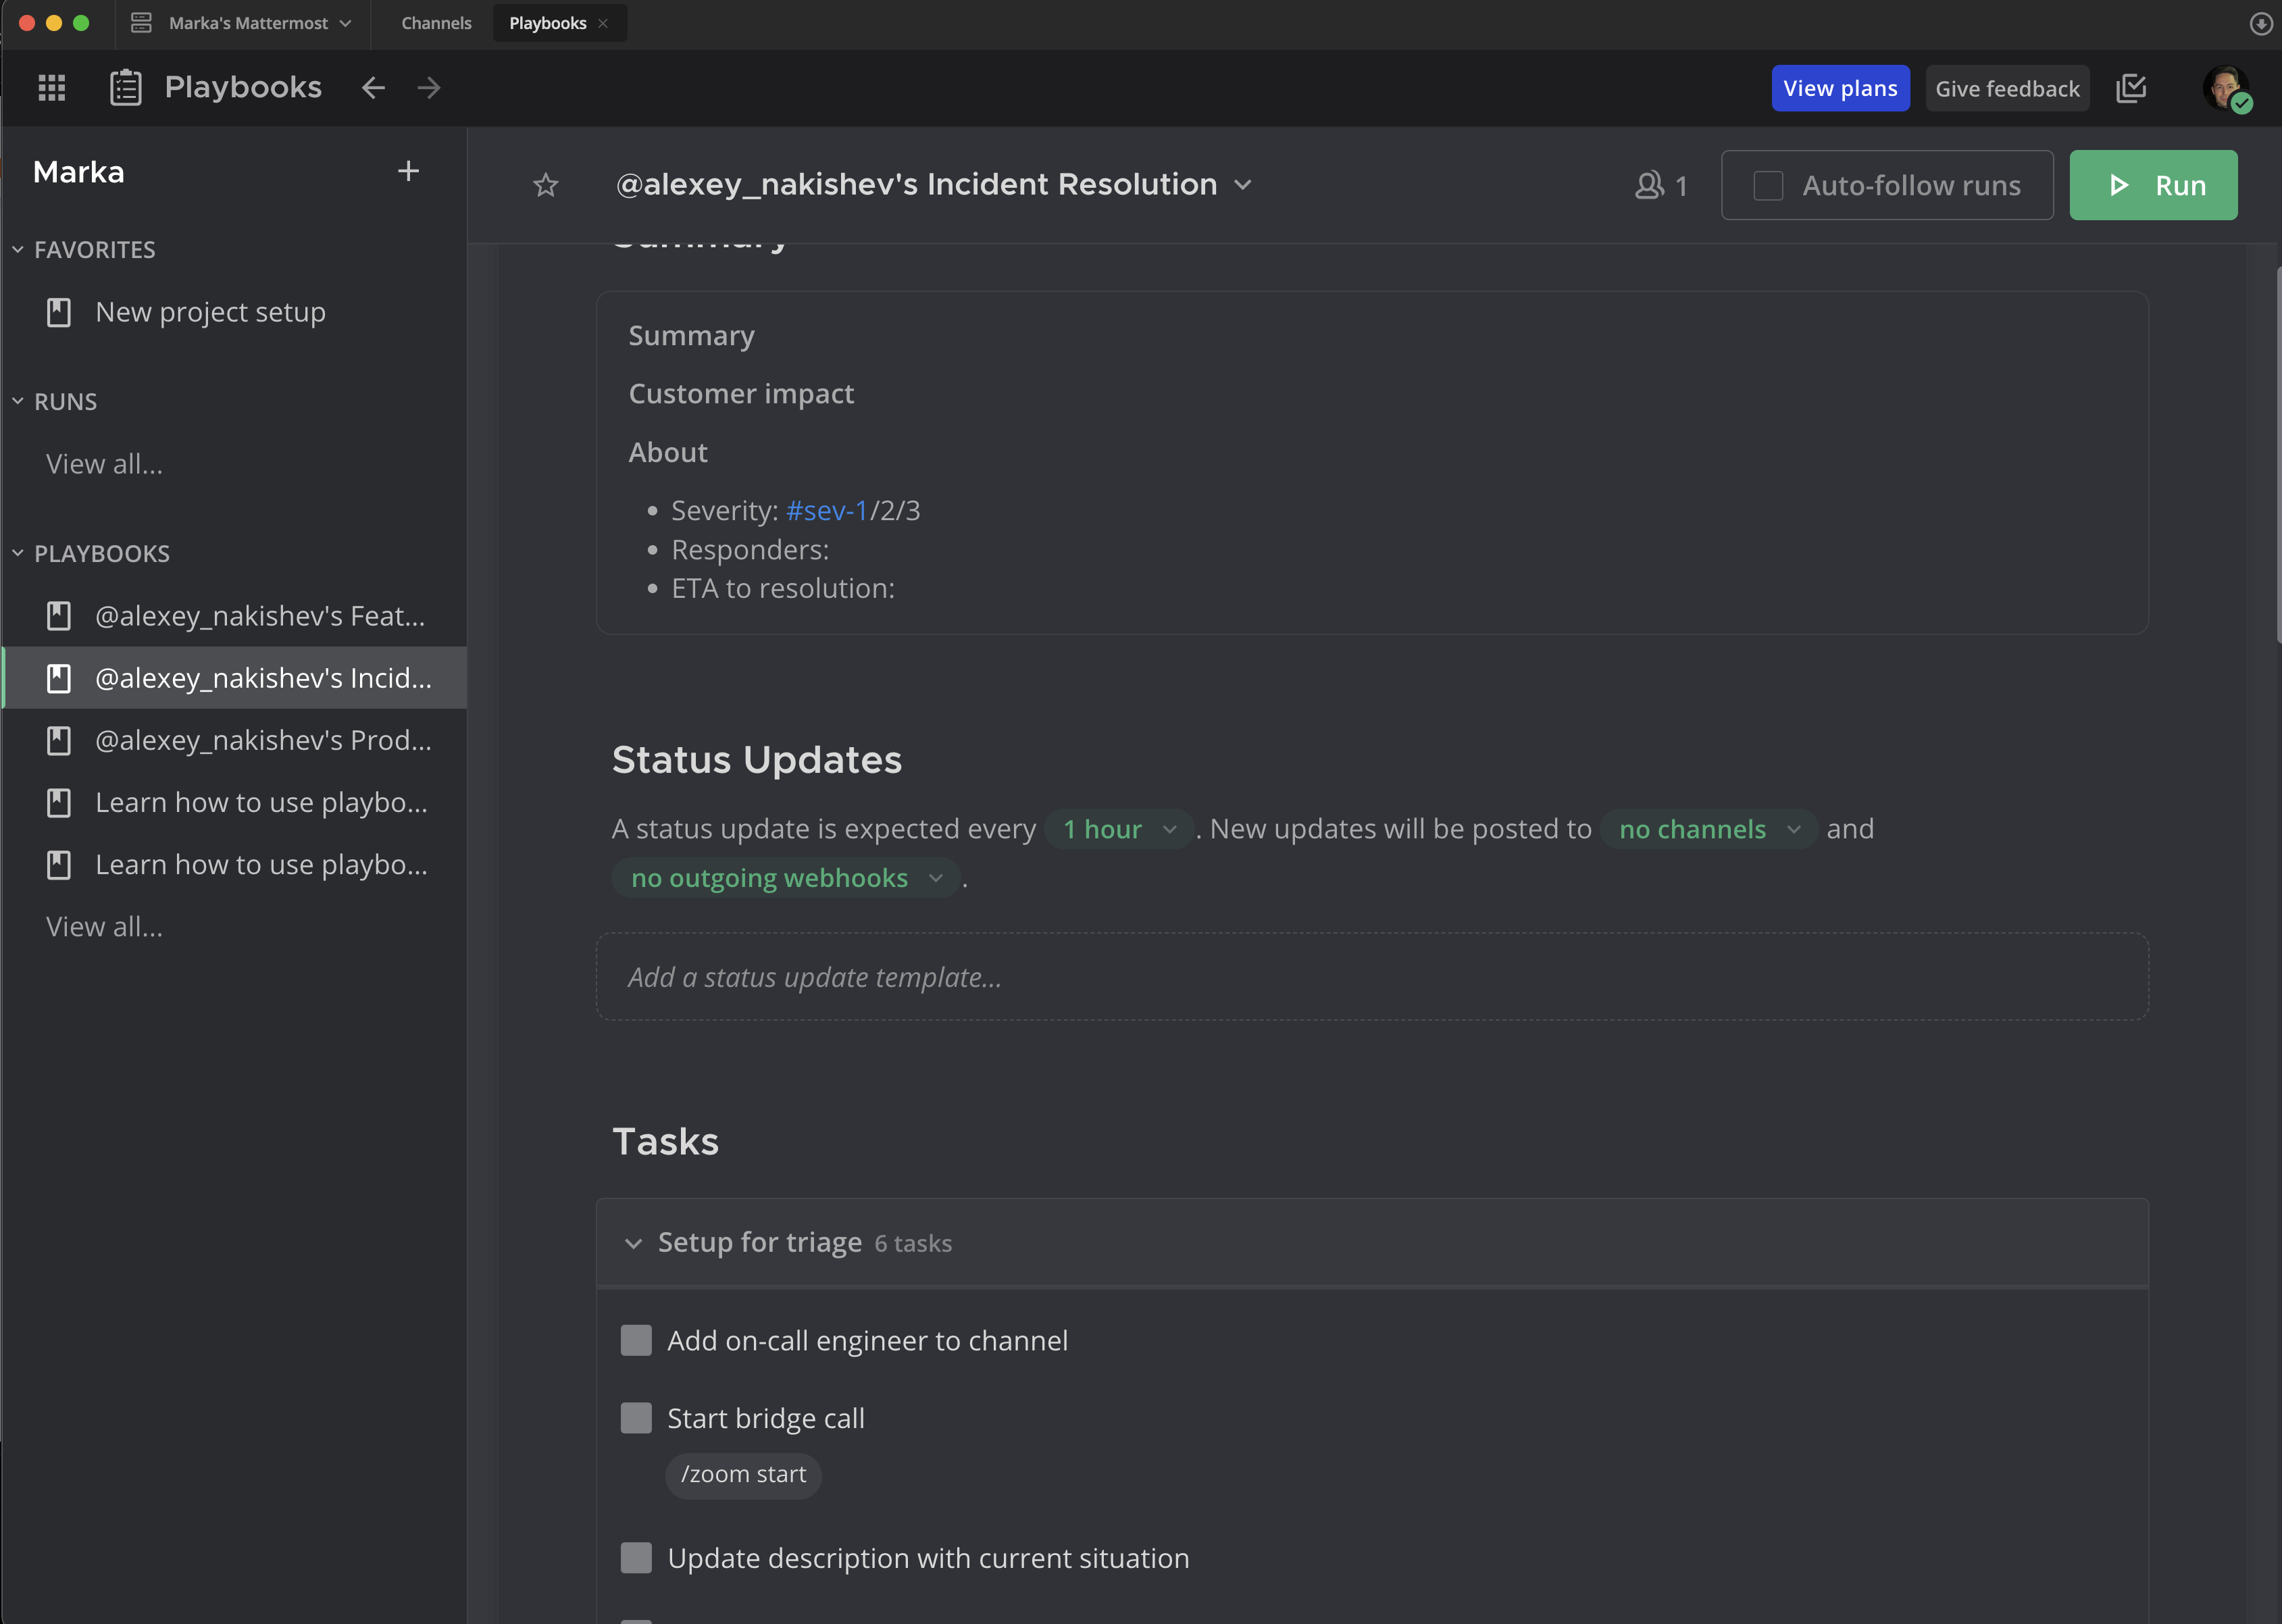 Marka's Mattermost
Channels
Playbooks
Playbooks
View plans
Give feedback
Marka
FAVORITES
New project setup
RUNS
View all...
PLAYBOOKS
@alexey_nakishev's Feat...
@alexey_nakishev's Incid...
@alexey_nakishev's Prod...
Learn how to use playbo...
Learn how to use playbo...
View all...
@alexey_nakishev's Incident Resolution
1
Auto-follow runs
Run
Summary
Summary
Customer impact
About
• Severity: #sev-1/2/3
• Responders:
• ETA to resolution:
Status Updates
A status update is expected every 1 hour . New updates will be posted to no channels and
no outgoing webhooks .
Add a status update template...
Tasks
Setup for triage 6 tasks
Add on-call engineer to channel
Start bridge call
/zoom start
Update description with current situation